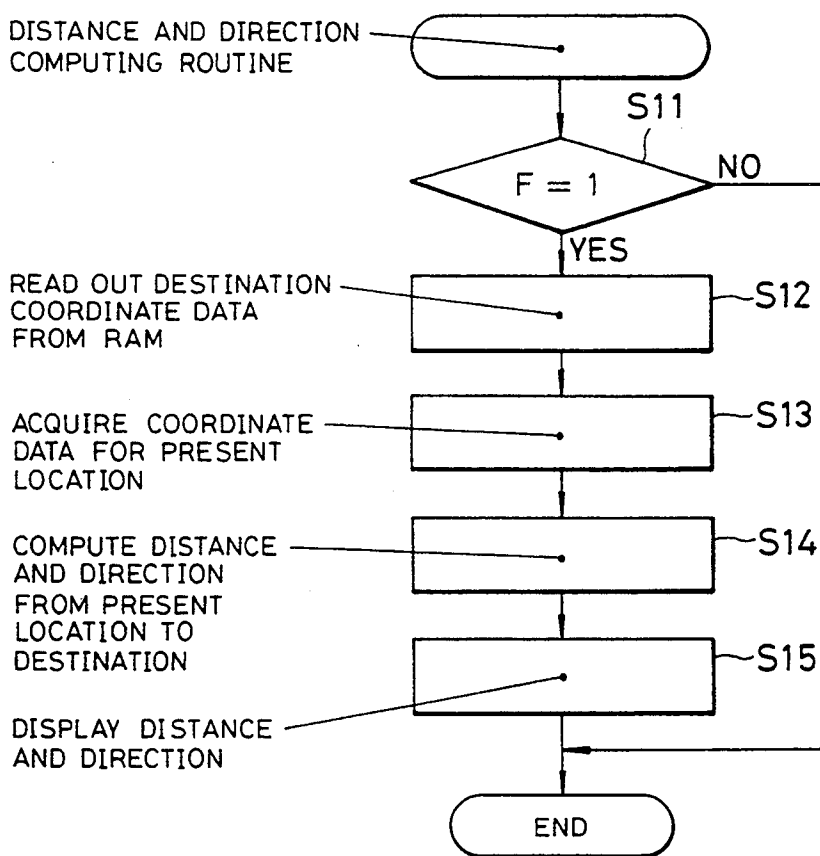 DISTANCE AND DIRECTION
COMPUTING ROUTINE
S11
F = 1
NO
YES
READ OUT DESTINATION
COORDINATE DATA
FROM RAM
S12
ACQUIRE COORDINATE
DATA FOR PRESENT
LOCATION
S13
COMPUTE DISTANCE
AND DIRECTION
FROM PRESENT
LOCATION TO
DESTINATION
S14
S15
DISPLAY DISTANCE
AND DIRECTION
END